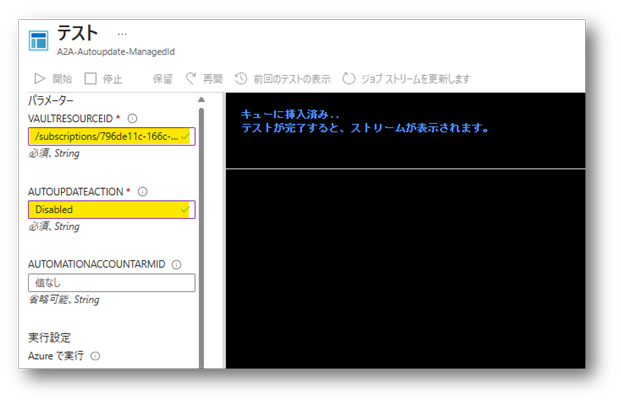 テスト ...
A2A-Autoupdate-ManagedId
開始 停止 保留 再開 前回のテストの表示 ジョブ ストリームを更新します
パラメーター
VAULTRESOURCEID *
/subscriptions/796de11c-166c-...
必須、String
AUTOUPDATEACTION *
Disabled
必須、String
AUTOMATIONACCOUNTARMID
値なし
省略可能、String
実行設定
Azure で実行
キューに挿入済み..
テストが完了すると、ストリームが表示されます。